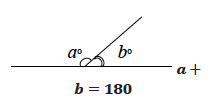 a° b°
a +
b = 180